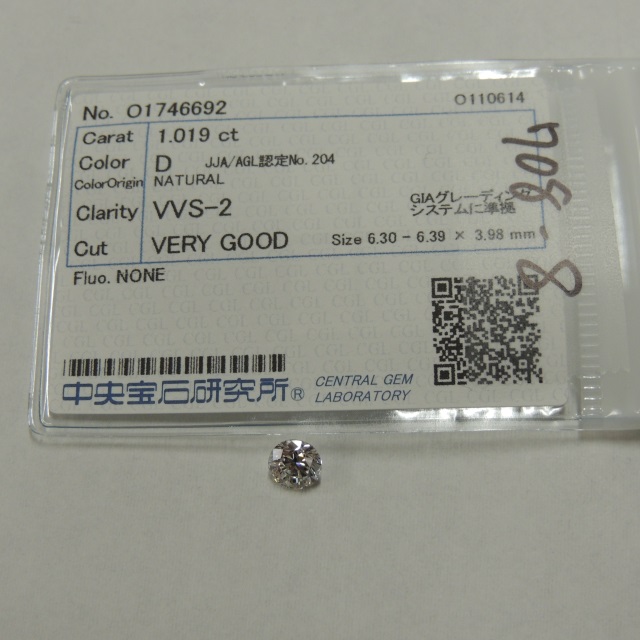 No. 01746692 0110614
Carat 1.019 ct
Color D JJA/AGL認定No.204
ColorOrigin NATURAL
Clarity VVS-2 GIAグレーディング
システムに準拠
Cut VERY GOOD Size 6.30 - 6.39 × 3.98 mm
Fluo. NONE
中央宝石研究所® CENTRAL GEM
LABORATORY